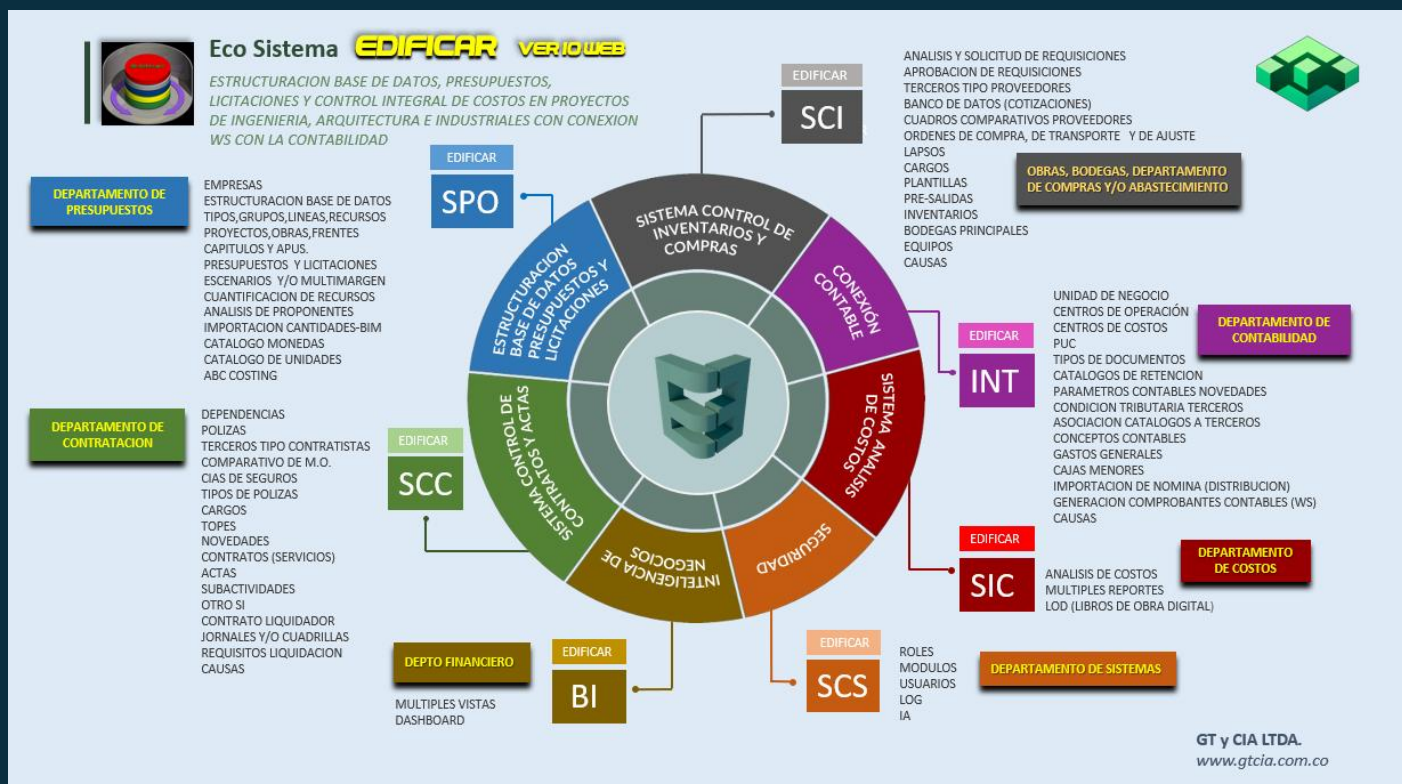 Eco Sistema EDIFICAR VER 10 WEB
ESTRUCTURACION BASE DE DATOS, PRESUPUESTOS,
LICITACIONES Y CONTROL INTEGRAL DE COSTOS EN PROYECTOS
DE INGENIERIA, ARQUITECTURA E INDUSTRIALES CON CONEXION
WS CON LA CONTABILIDAD
EDIFICAR
SCI
ANALISIS Y SOLICITUD DE REQUISICIONES
APROBACION DE REQUISICIONES
TERCEROS TIPO PROVEEDORES
BANCO DE DATOS (COTIZACIONES)
CUADROS COMPARATIVOS PROVEEDORES
ORDENES DE COMPRA, DE TRANSPORTE Y DE AJUSTE
LAPSOS
CARGOS
PLANTILLAS
PRE-SALIDAS
INVENTARIOS
BODEGAS PRINCIPALES
EQUIPOS
CAUSAS
OBRAS, BODEGAS, DEPARTAMENTO
DE COMPRAS Y/O ABASTECIMIENTO
DEPARTAMENTO DE
PRESUPUESTOS
EMPRESAS
ESTRUCTURACION BASE DE DATOS
TIPOS,GRUPOS,LINEAS,RECURSOS
PROYECTOS,OBRAS,FRENTES
CAPITULOS Y APUS.
PRESUPUESTOS Y LICITACIONES
ESCENARIOS Y/O MULTIMARGEN
CUANTIFICACION DE RECURSOS
ANALISIS DE PROPONENTES
IMPORTACION CANTIDADES-BIM
CATALOGO MONEDAS
CATALOGO DE UNIDADES
ABC COSTING
EDIFICAR
SPO
ESTRUCTURACION
BASE DE DATOS
PRESUPUESTOS Y
LICITACIONES
SISTEMA CONTROL DE
INVENTARIOS Y
COMPRAS
CONEXIÓN
CONTABLE
SISTEMA ANALISIS
DE COSTOS
SEGURIDAD
INTELIGENCIA DE
NEGOCIOS
SISTEMA CONTROL DE
CONTRATOS Y ACTAS
EDIFICAR
INT
UNIDAD DE NEGOCIO
CENTROS DE OPERACIÓN
CENTROS DE COSTOS
PUC
TIPOS DE DOCUMENTOS
CATALOGOS DE RETENCION
PARAMETROS CONTABLES NOVEDADES
CONDICION TRIBUTARIA TERCEROS
ASOCIACION CATALOGOS A TERCEROS
CONCEPTOS CONTABLES
GASTOS GENERALES
CAJAS MENORES
IMPORTACION DE NOMINA (DISTRIBUCION)
GENERACION COMPROBANTES CONTABLES (WS)
CAUSAS
DEPARTAMENTO DE
CONTABILIDAD
DEPARTAMENTO DE
CONTRATACION
DEPENDENCIAS
POLIZAS
TERCEROS TIPO CONTRATISTAS
COMPARATIVO DE M.O.
CIAS DE SEGUROS
TIPOS DE POLIZAS
CARGOS
TOPES
NOVEDADES
CONTRATOS (SERVICIOS)
ACTAS
SUBACTIVIDADES
OTRO SI
CONTRATO LIQUIDADOR
JORNALES Y/O CUADRILLAS
REQUISITOS LIQUIDACION
CAUSAS
EDIFICAR
SCC
EDIFICAR
SIC
ANALISIS DE COSTOS
MULTIPLES REPORTES
LOD (LIBROS DE OBRA DIGITAL)
DEPARTAMENTO
DE COSTOS
DEPTO FINANCIERO
MULTIPLES VISTAS
DASHBOARD
EDIFICAR
BI
EDIFICAR
SCS
ROLES
MODULOS
USUARIOS
LOG
IA
DEPARTAMENTO DE SISTEMAS
GT y CIA LTDA.
www.gtcia.com.co